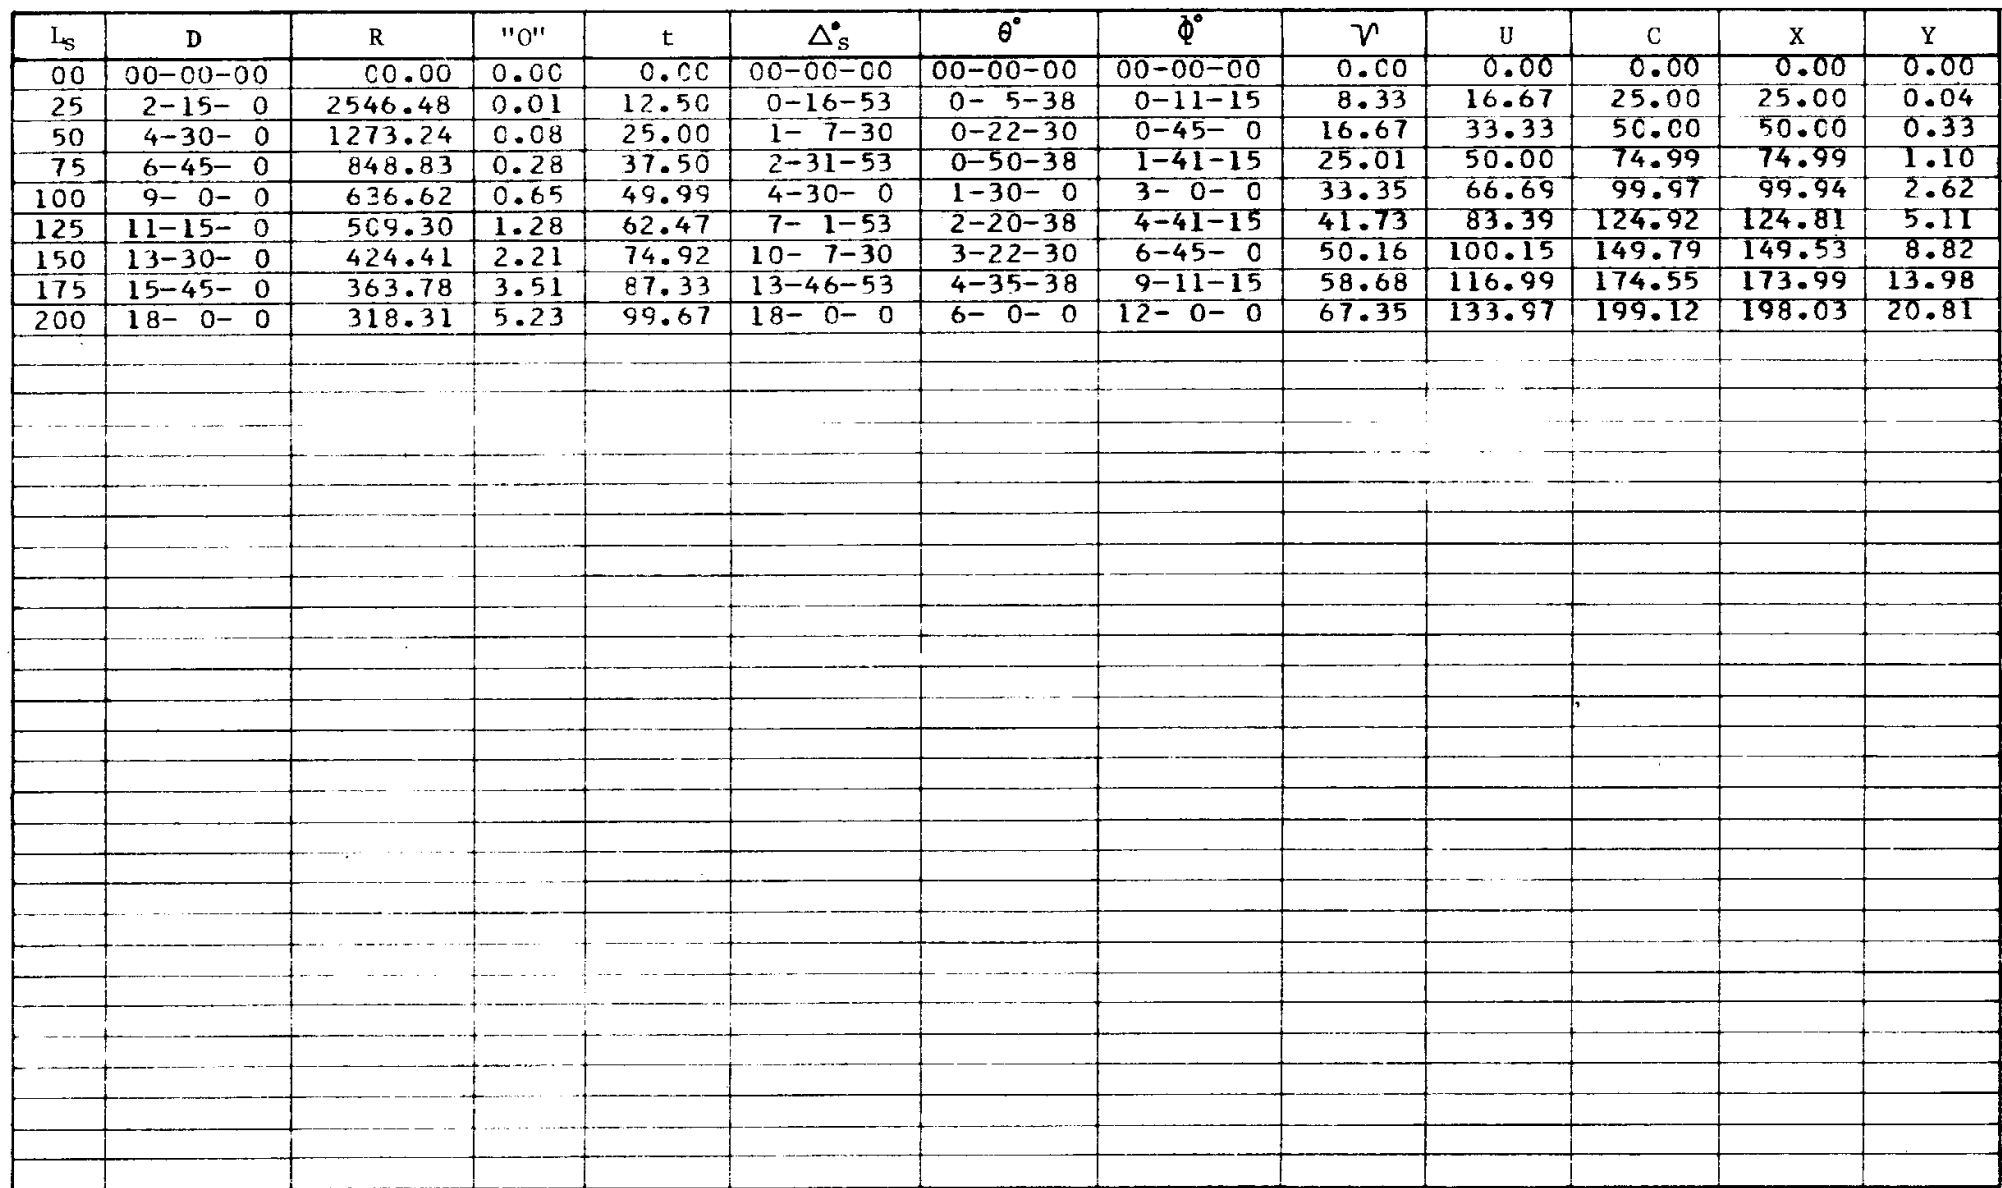 Ls D R "O" t Δ°s θ° Φ° V U C X Y
00 00-00-00 00.00 0.00 0.00 00-00-00 00-00-00 00-00-00 0.00 0.00 0.00 0.00 0.00
25 2-15- 0 2546.48 0.01 12.50 0-16-53 0- 5-38 0-11-15 8.33 16.67 25.00 25.00 0.04
50 4-30- 0 1273.24 0.08 25.00 1- 7-30 0-22-30 0-45- 0 16.67 33.33 50.00 50.00 0.33
75 6-45- 0 848.83 0.28 37.50 2-31-53 0-50-38 1-41-15 25.01 50.00 74.99 74.99 1.10
100 9- 0- 0 636.62 0.65 49.99 4-30- 0 1-30- 0 3- 0- 0 33.35 66.69 99.97 99.94 2.62
125 11-15- 0 509.30 1.28 62.47 7- 1-53 2-20-38 4-41-15 41.73 83.39 124.92 124.81 5.11
150 13-30- 0 424.41 2.21 74.92 10- 7-30 3-22-30 6-45- 0 50.16 100.15 149.79 149.53 8.82
175 15-45- 0 363.78 3.51 87.33 13-46-53 4-35-38 9-11-15 58.68 116.99 174.55 173.99 13.98
200 18- 0- 0 318.31 5.23 99.67 18- 0- 0 6- 0- 0 12- 0- 0 67.35 133.97 199.12 198.03 20.81